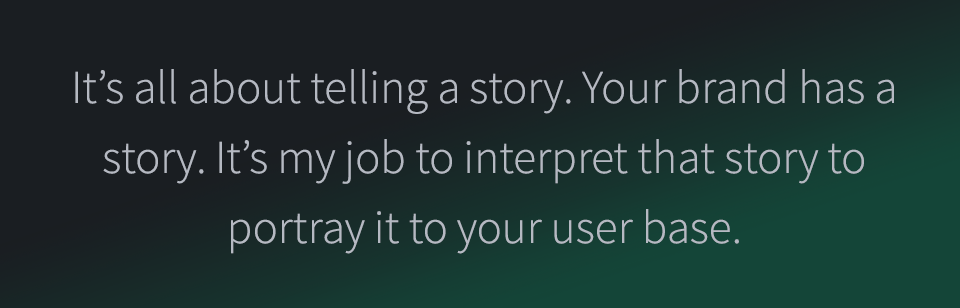 It’s all about telling a story. Your brand has a
story. It’s my job to interpret that story to
portray it to your user base.